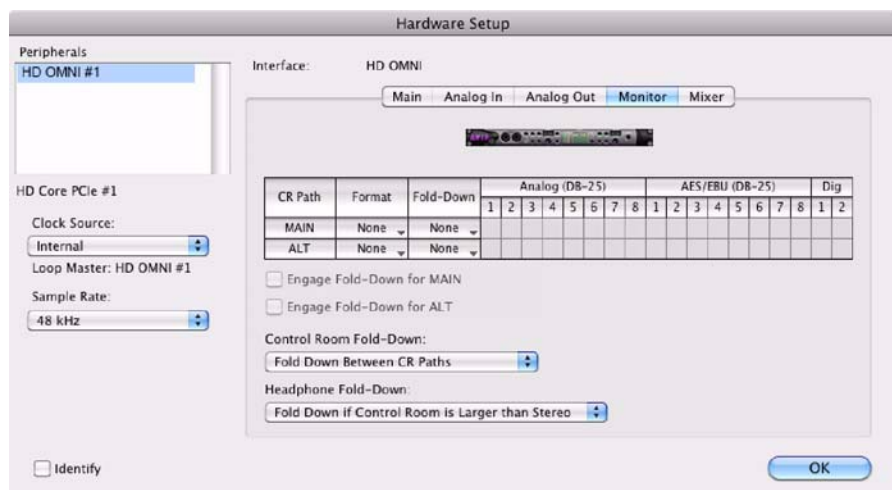 Hardware Setup
Peripherals
HD OMNI #1
HD Core PCIe #1
Clock Source:
Internal
Loop Master: HD OMNI #1
Sample Rate:
48 kHz
Identify
Interface: HD OMNI
Main Analog In Analog Out Monitor Mixer
AVID
CR Path Format Fold-Down Analog (DB-25) AES/EBU (DB-25) Dig
1 2 3 4 5 6 7 8 1 2 3 4 5 6 7 8 1 2
MAIN None None
ALT None None
Engage Fold-Down for MAIN
Engage Fold-Down for ALT
Control Room Fold-Down:
Fold Down Between CR Paths
Headphone Fold-Down:
Fold Down if Control Room is Larger than Stereo
OK